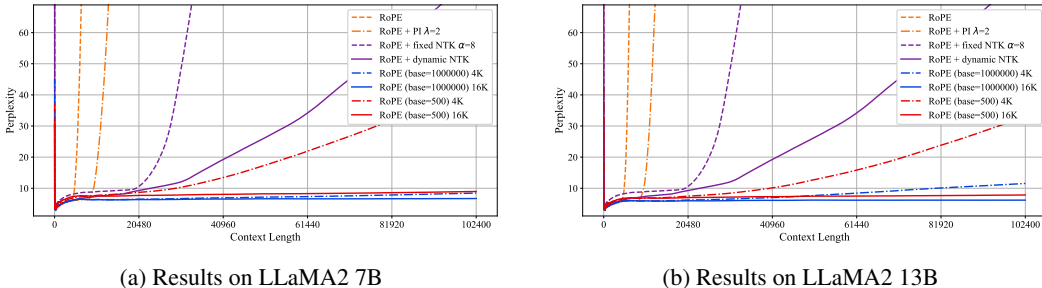 60
50
40
30
20
10
Perplexity
0
20480
40960
61440
81920
102400
Context Length
RoPE
RoPE + PI λ=2
RoPE + fixed NTK α=8
RoPE + dynamic NTK
RoPE (base=1000000) 4K
RoPE (base=1000000) 16K
RoPE (base=500) 4K
RoPE (base=500) 16K
(a) Results on LLaMA2 7B
60
50
40
30
20
10
Perplexity
0
20480
40960
61440
81920
102400
Context Length
RoPE
RoPE + PI λ=2
RoPE + fixed NTK α=8
RoPE + dynamic NTK
RoPE (base=1000000) 4K
RoPE (base=1000000) 16K
RoPE (base=500) 4K
RoPE (base=500) 16K
(b) Results on LLaMA2 13B